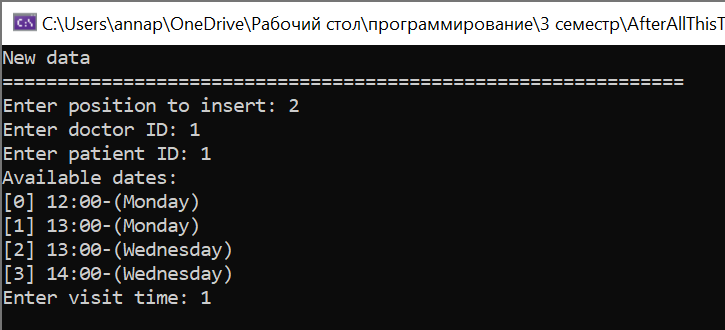 C:\Users\annap\OneDrive\Рабочий стол\программирование\3 семестр\AfterAllThisT
New data
==============================================================
Enter position to insert: 2
Enter doctor ID: 1
Enter patient ID: 1
Available dates:
[0] 12:00-(Monday)
[1] 13:00-(Monday)
[2] 13:00-(Wednesday)
[3] 14:00-(Wednesday)
Enter visit time: 1